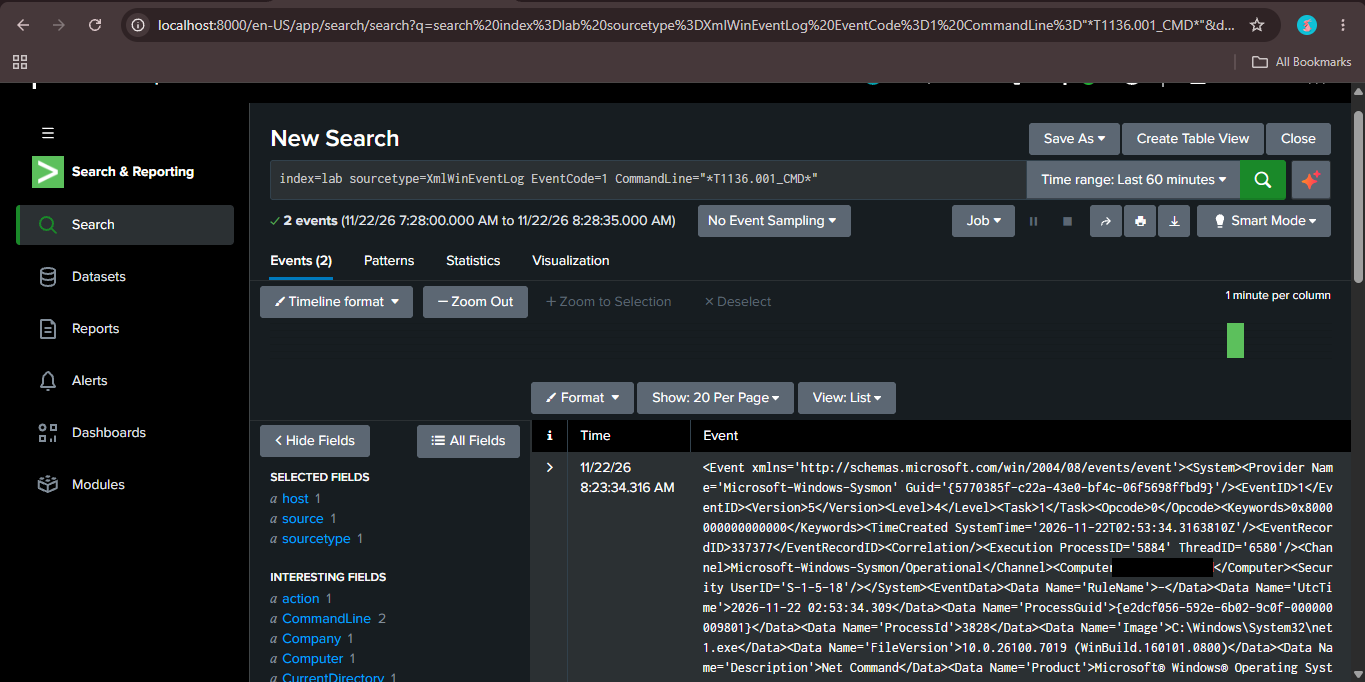 localhost:8000/en-US/app/search/search?q=search%20index%3Dlab%20sourcetype%3DXmlWinEventLog%20EventCode%3D1%20CommandLine%3D"*T1136.001_CMD*"&d...
All Bookmarks
Search & Reporting
Search
Datasets
Reports
Alerts
Dashboards
Modules
New Search
Save As
Create Table View
Close
index=lab sourcetype=XmlWinEventLog EventCode=1 CommandLine="*T1136.001_CMD*"
Time range: Last 60 minutes
2 events (11/22/26 7:28:00.000 AM to 11/22/26 8:28:35.000 AM)
No Event Sampling
Job
Smart Mode
Events (2)
Patterns
Statistics
Visualization
Timeline format
Zoom Out
Zoom to Selection
Deselect
1 minute per column
Format
Show: 20 Per Page
View: List
Hide Fields
All Fields
SELECTED FIELDS
a host 1
a source 1
a sourcetype 1
INTERESTING FIELDS
a action 1
a CommandLine 2
a Company 1
a Computer 1
a CurrentDirectory 1
i
Time
Event
11/22/26
8:23:34.316 AM
<Event xmlns='http://schemas.microsoft.com/win/2004/08/events/event'><System><Provider Nam
e='Microsoft-Windows-Sysmon' Guid='{5770385f-c22a-43e0-bf4c-06f5698ffbd9}'/><EventID>1</Ev
entID><Version>5</Version><Level>4</Level><Task>1</Task><Opcode>0</Opcode><Keywords>0x8000
000000000000</Keywords><TimeCreated SystemTime='2026-11-22T02:53:34.3163810Z'/><EventRecor
dID>337377</EventRecordID><Correlation/><Execution ProcessID='5884' ThreadID='6580'/><Chan
nel>Microsoft-Windows-Sysmon/Operational</Channel><Computer </Computer><Secur
ity UserID='S-1-5-18'/></System><EventData><Data Name='RuleName'>-</Data><Data Name='UtcTi
me'>2026-11-22 02:53:34.309</Data><Data Name='ProcessGuid'>{e2dcf056-592e-6b02-9c0f-000000
009801}</Data><Data Name='ProcessId'>3828</Data><Data Name='Image'>C:\Windows\System32\net
1.exe</Data><Data Name='FileVersion'>10.0.26100.7019 (WinBuild.160101.0800)</Data><Data Na
me='Description'>Net Command</Data><Data Name='Product'>Microsoft® Windows® Operating Syst